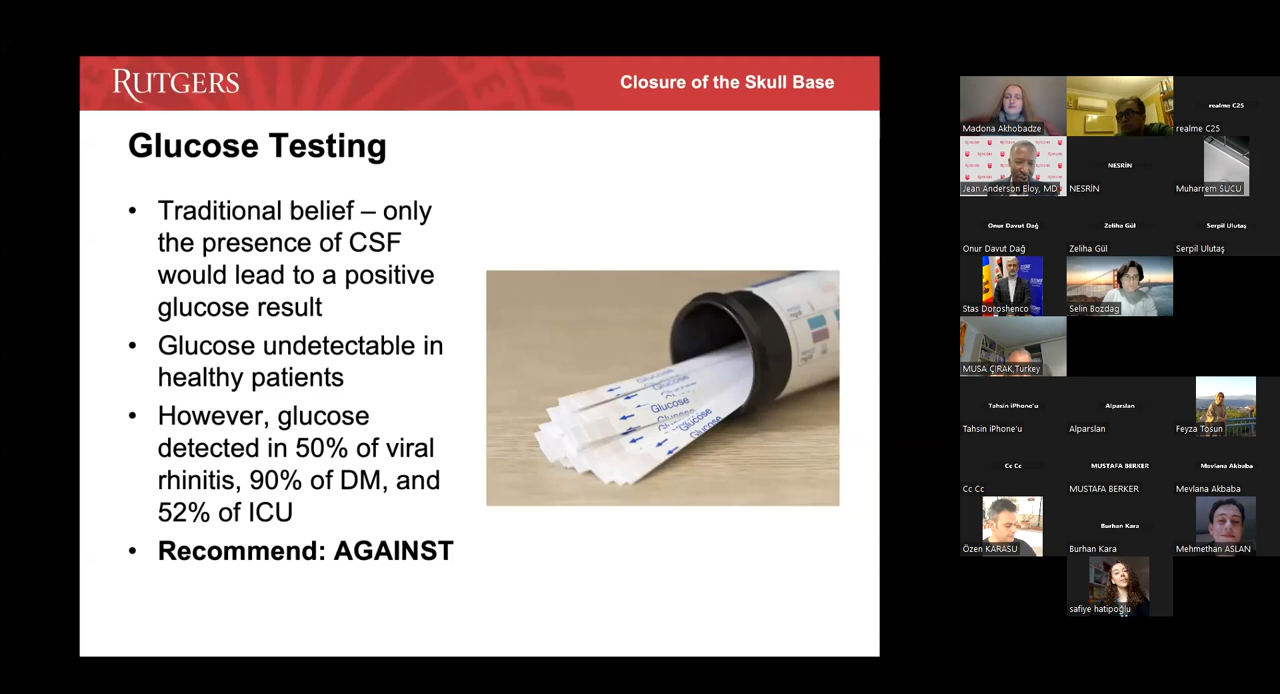 RUTGERS
Closure of the Skull Base
Glucose Testing
• Traditional belief – only
the presence of CSF
would lead to a positive
glucose result
• Glucose undetectable in
healthy patients
• However, glucose
detected in 50% of viral
rhinitis, 90% of DM, and
52% of ICU
• Recommend: AGAINST
Glucose
Glucose
Glucose
Glucose
Madona Akhobadze
realme C25
realme C25
Jean Anderson Eloy, MD
NESRİN
NESRİN
Muharrem SUCU
Onur Davut Dağ
Onur Davut Dağ
Zeliha Gül
Zeliha Gül
Serpil Ulutaş
Serpil Ulutaş
Stas Doroshenco
Selin Bozdag
MUSA ÇIRAK,Turkey
Tahsin iPhone'u
Tahsin iPhone'u
Alparslan
Alparslan
Feyza Tosun
Cc Cc
Cc Cc
MUSTAFA BERKER
MUSTAFA BERKER
Mevlana Akbaba
Mevlana Akbaba
Özen KARASU
Burhan Kara
Burhan Kara
Mehmethan ASLAN
safiye hatipoğlu